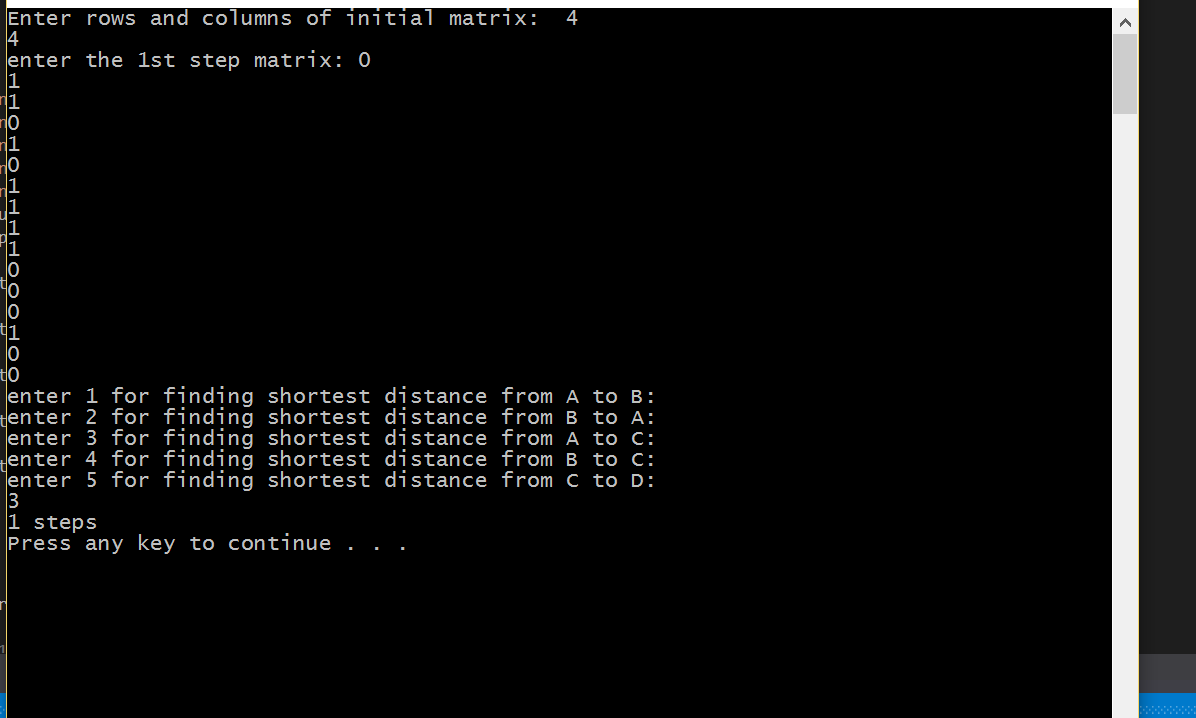 Enter rows and columns of initial matrix:  4
4
enter the 1st step matrix: 0
1
1
0
1
0
1
1
1
1
0
0
0
1
0
0
enter 1 for finding shortest distance from A to B:
enter 2 for finding shortest distance from B to A:
enter 3 for finding shortest distance from A to C:
enter 4 for finding shortest distance from B to C:
enter 5 for finding shortest distance from C to D:
3
1 steps
Press any key to continue . . .